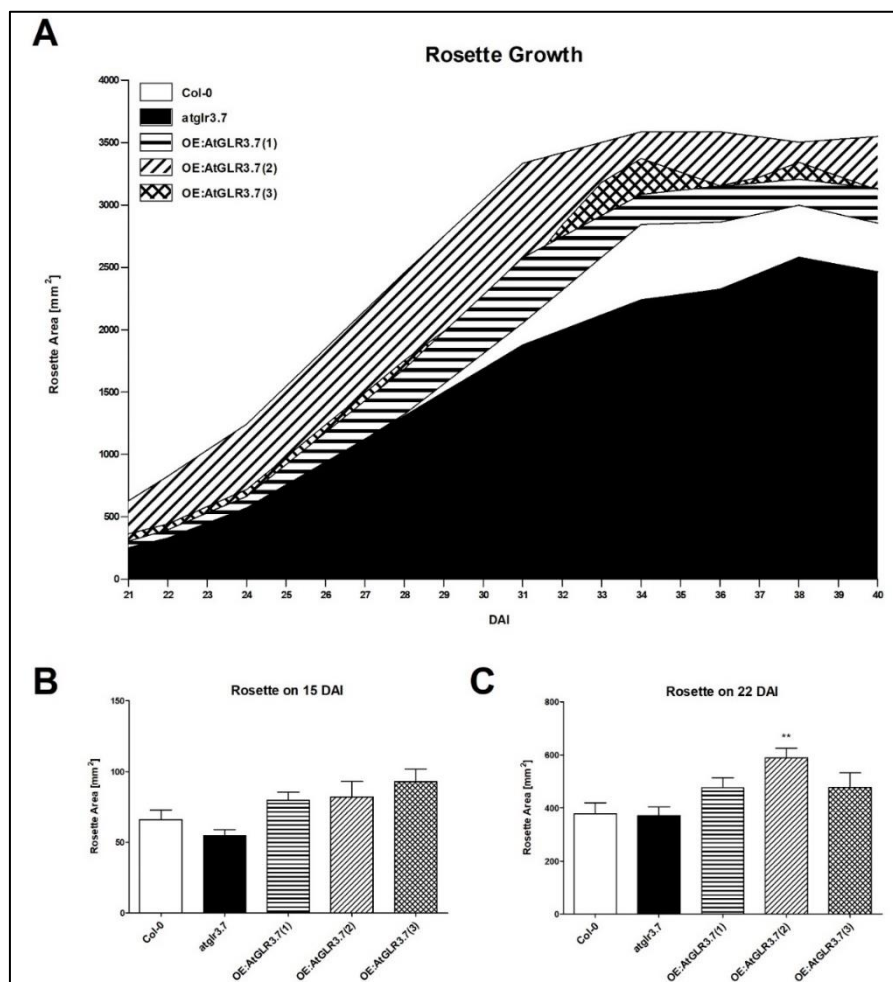 A
Rosette Growth
4000
3500
3000
2500
2000
1500
1000
500
0
Rosette Area [mm²]
Col-0
atglr3.7
OE:AtGLR3.7(1)
OE:AtGLR3.7(2)
OE:AtGLR3.7(3)
21 22 23 24 25 26 27 28 29 30 31 32 33 34 35 36 37 38 39 40
DAI
B
Rosette on 15 DAI
150
100
50
0
Rosette Area [mm²]
Col-0
atglr3.7
OE:AtGLR3.7(1)
OE:AtGLR3.7(2)
OE:AtGLR3.7(3)
C
Rosette on 22 DAI
800
600
400
200
0
Rosette Area [mm²]
**
Col-0
atglr3.7
OE:AtGLR3.7(1)
OE:AtGLR3.7(2)
OE:AtGLR3.7(3)